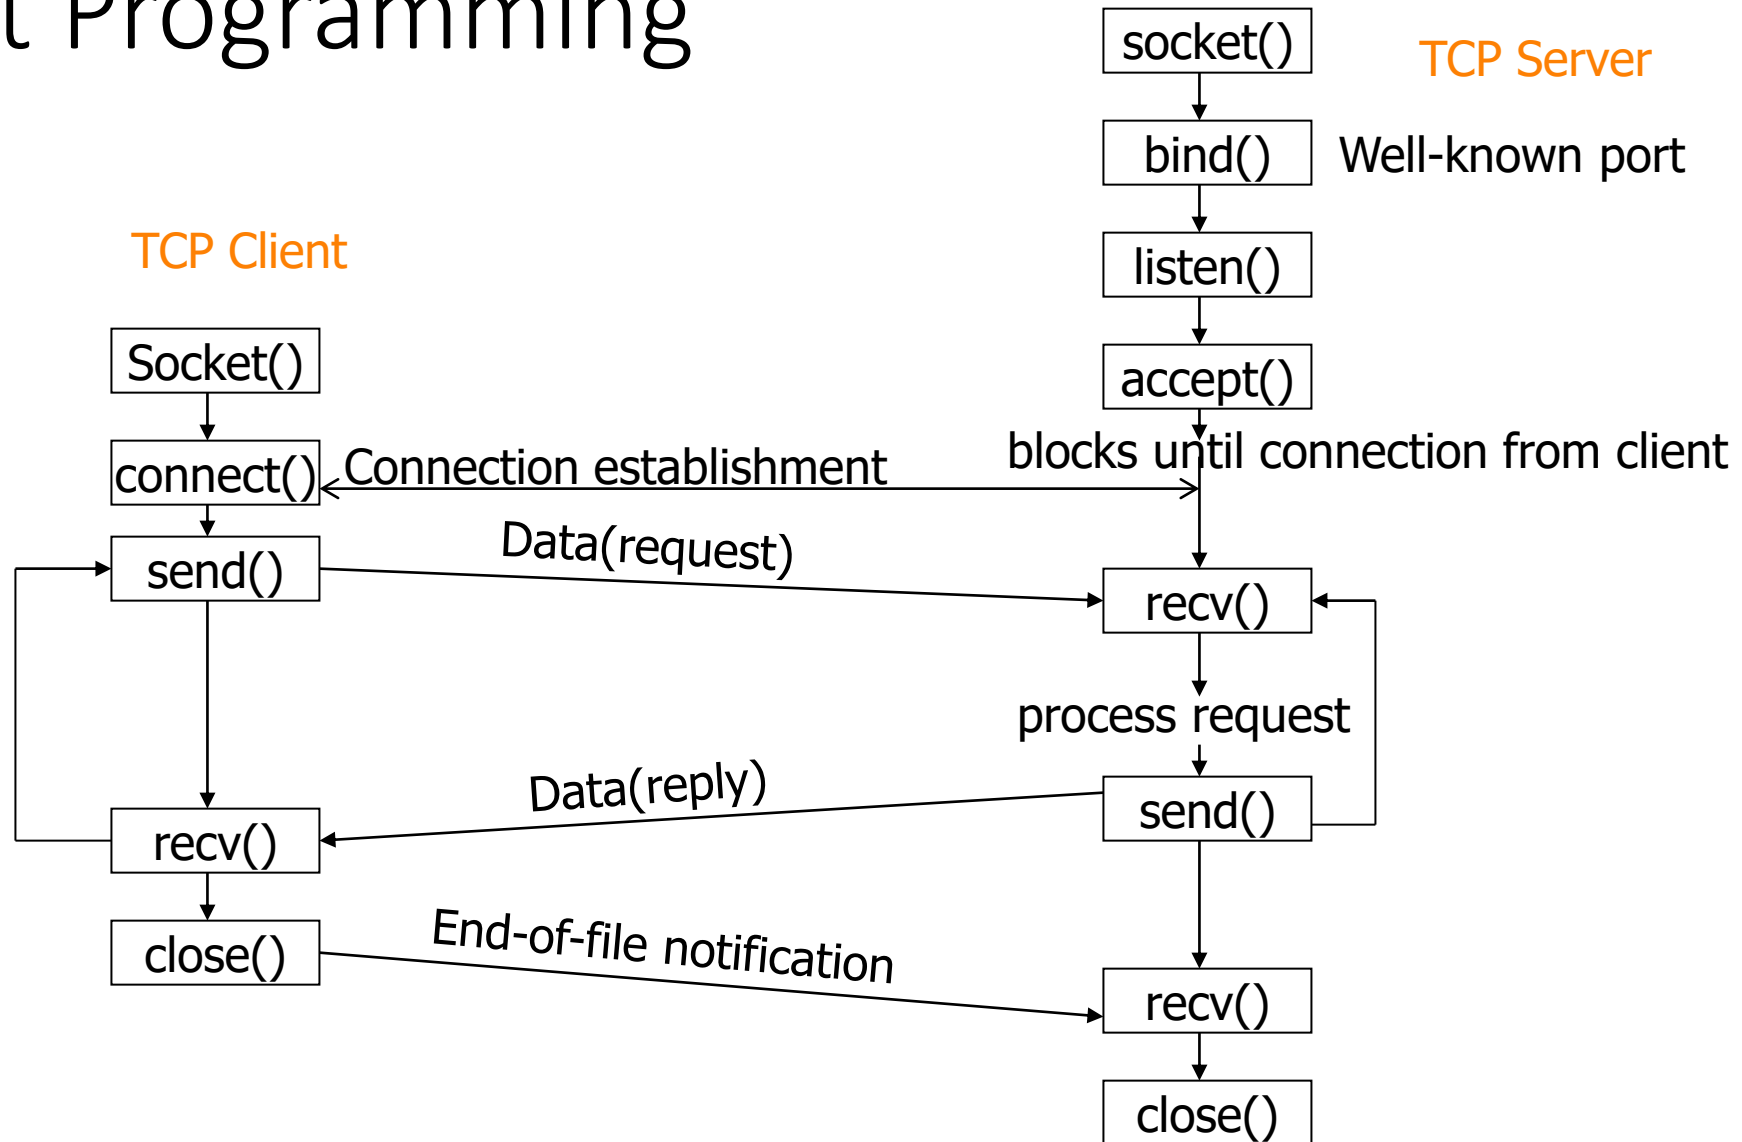 t Programming
socket()
TCP Server
bind()
Well-known port
TCP Client
listen()
Socket()
accept()
blocks until connection from client
connect()
Connection establishment
Data(request)
send()
recv()
process request
Data(reply)
send()
recv()
End-of-file notification
close()
recv()
close()